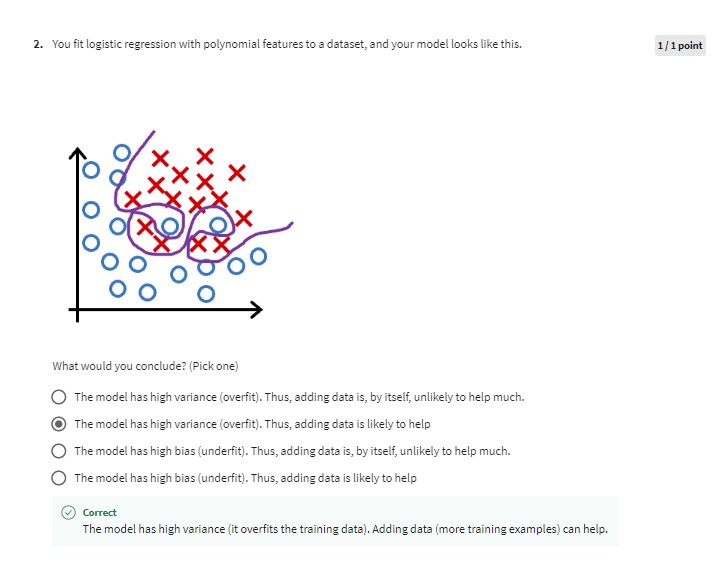 2. You fit logistic regression with polynomial features to a dataset, and your model looks like this.
1 / 1 point
What would you conclude? (Pick one)
The model has high variance (overfit). Thus, adding data is, by itself, unlikely to help much.
The model has high variance (overfit). Thus, adding data is likely to help
The model has high bias (underfit). Thus, adding data is, by itself, unlikely to help much.
The model has high bias (underfit). Thus, adding data is likely to help
Correct
The model has high variance (it overfits the training data). Adding data (more training examples) can help.